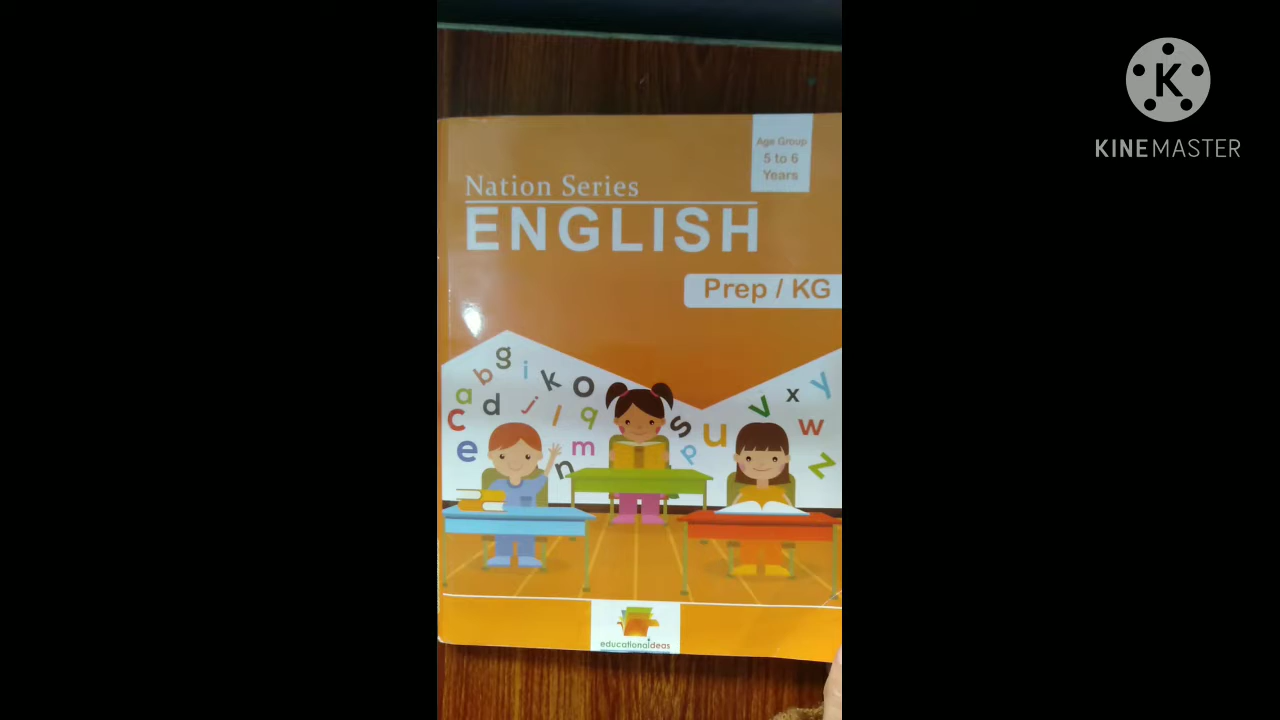 Age Group
5 to 6
Years
Nation Series
ENGLISH
Prep / KG
g
b i k o
a d j l q
c s u v x y
e m p w
n z
educationalideas
K
KINEMASTER